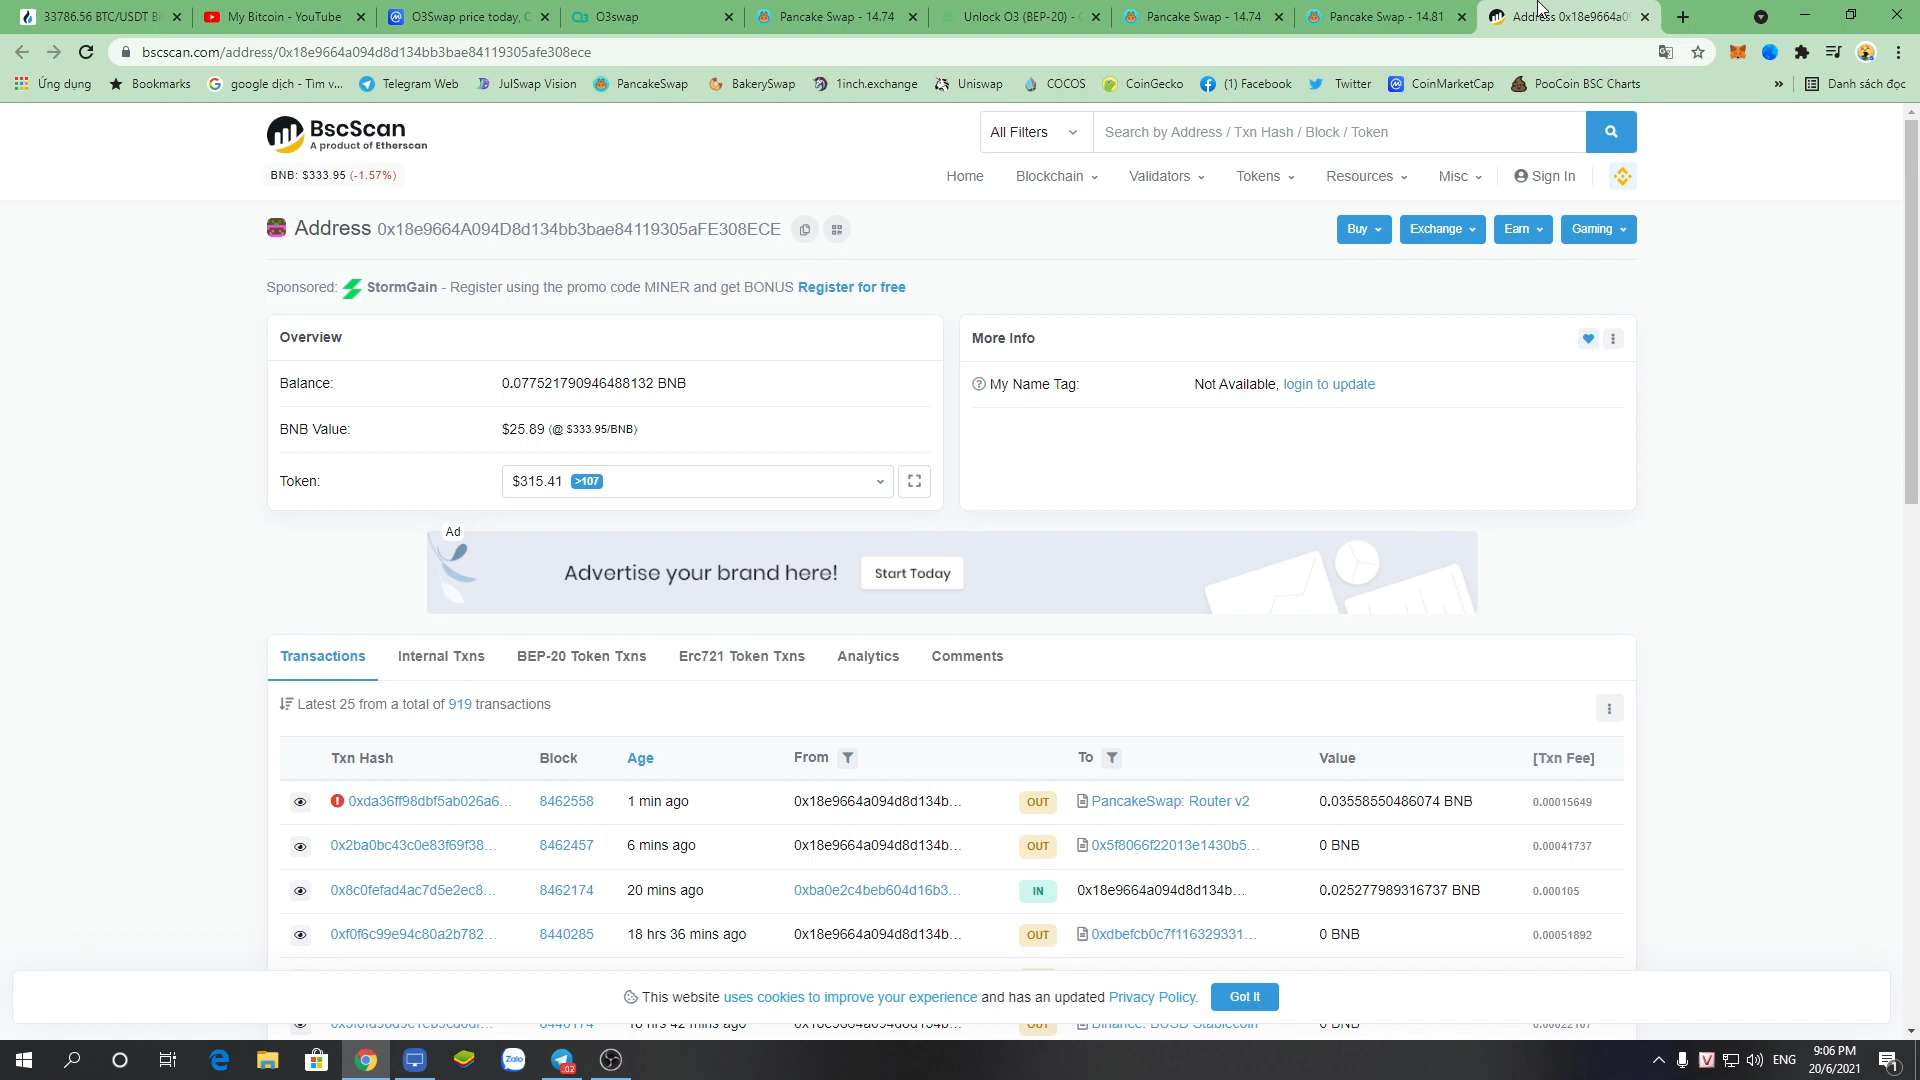 33786.56 BTC/USDT Bi
My Bitcoin - YouTube
O3Swap price today, C
O3swap
Pancake Swap - 14.74
Unlock O3 (BEP-20) -
Pancake Swap - 14.74
Pancake Swap - 14.81
Address 0x18e9664a09
bscscan.com/address/0x18e9664a094d8d134bb3bae84119305afe308ece
Ứng dụng
Bookmarks
google dịch - Tìm v...
Telegram Web
JulSwap Vision
PancakeSwap
BakerySwap
1inch.exchange
Uniswap
COCOS
CoinGecko
(1) Facebook
Twitter
CoinMarketCap
PooCoin BSC Charts
»
Danh sách đọc
BscScan
A product of Etherscan
All Filters
Search by Address / Txn Hash / Block / Token
BNB: $333.95 (-1.57%)
Home
Blockchain
Validators
Tokens
Resources
Misc
Sign In
Address 0x18e9664A094D8d134bb3bae84119305aFE308ECE
Buy
Exchange
Earn
Gaming
Sponsored: StormGain - Register using the promo code MINER and get BONUS Register for free
Overview
Balance: 0.077521790946488132 BNB
BNB Value: $25.89 (@ $333.95/BNB)
Token: $315.41 >107
More Info
My Name Tag: Not Available, login to update
Ad
Advertise your brand here!
Start Today
Transactions
Internal Txns
BEP-20 Token Txns
Erc721 Token Txns
Analytics
Comments
Latest 25 from a total of 919 transactions
Txn Hash Block Age From To Value [Txn Fee]
0xda36ff98dbf5ab026a6... 8462558 1 min ago 0x18e9664a094d8d134b... OUT PancakeSwap: Router v2 0.03558550486074 BNB 0.00015649
0x2ba0bc43c0e83f69f38... 8462457 6 mins ago 0x18e9664a094d8d134b... OUT 0x5f8066f22013e1430b5... 0 BNB 0.00041737
0x8c0fefad4ac7d5e2ec8... 8462174 20 mins ago 0xba0e2c4beb604d16b3... IN 0x18e9664a094d8d134b... 0.025277989316737 BNB 0.000105
0xf0f6c99e94c80a2b782... 8440285 18 hrs 36 mins ago 0x18e9664a094d8d134b... OUT 0xdbefcb0c7f116329331... 0 BNB 0.00051892
This website uses cookies to improve your experience and has an updated Privacy Policy.
Got It
Zalo
.02
ENG
9:06 PM
20/6/2021
1